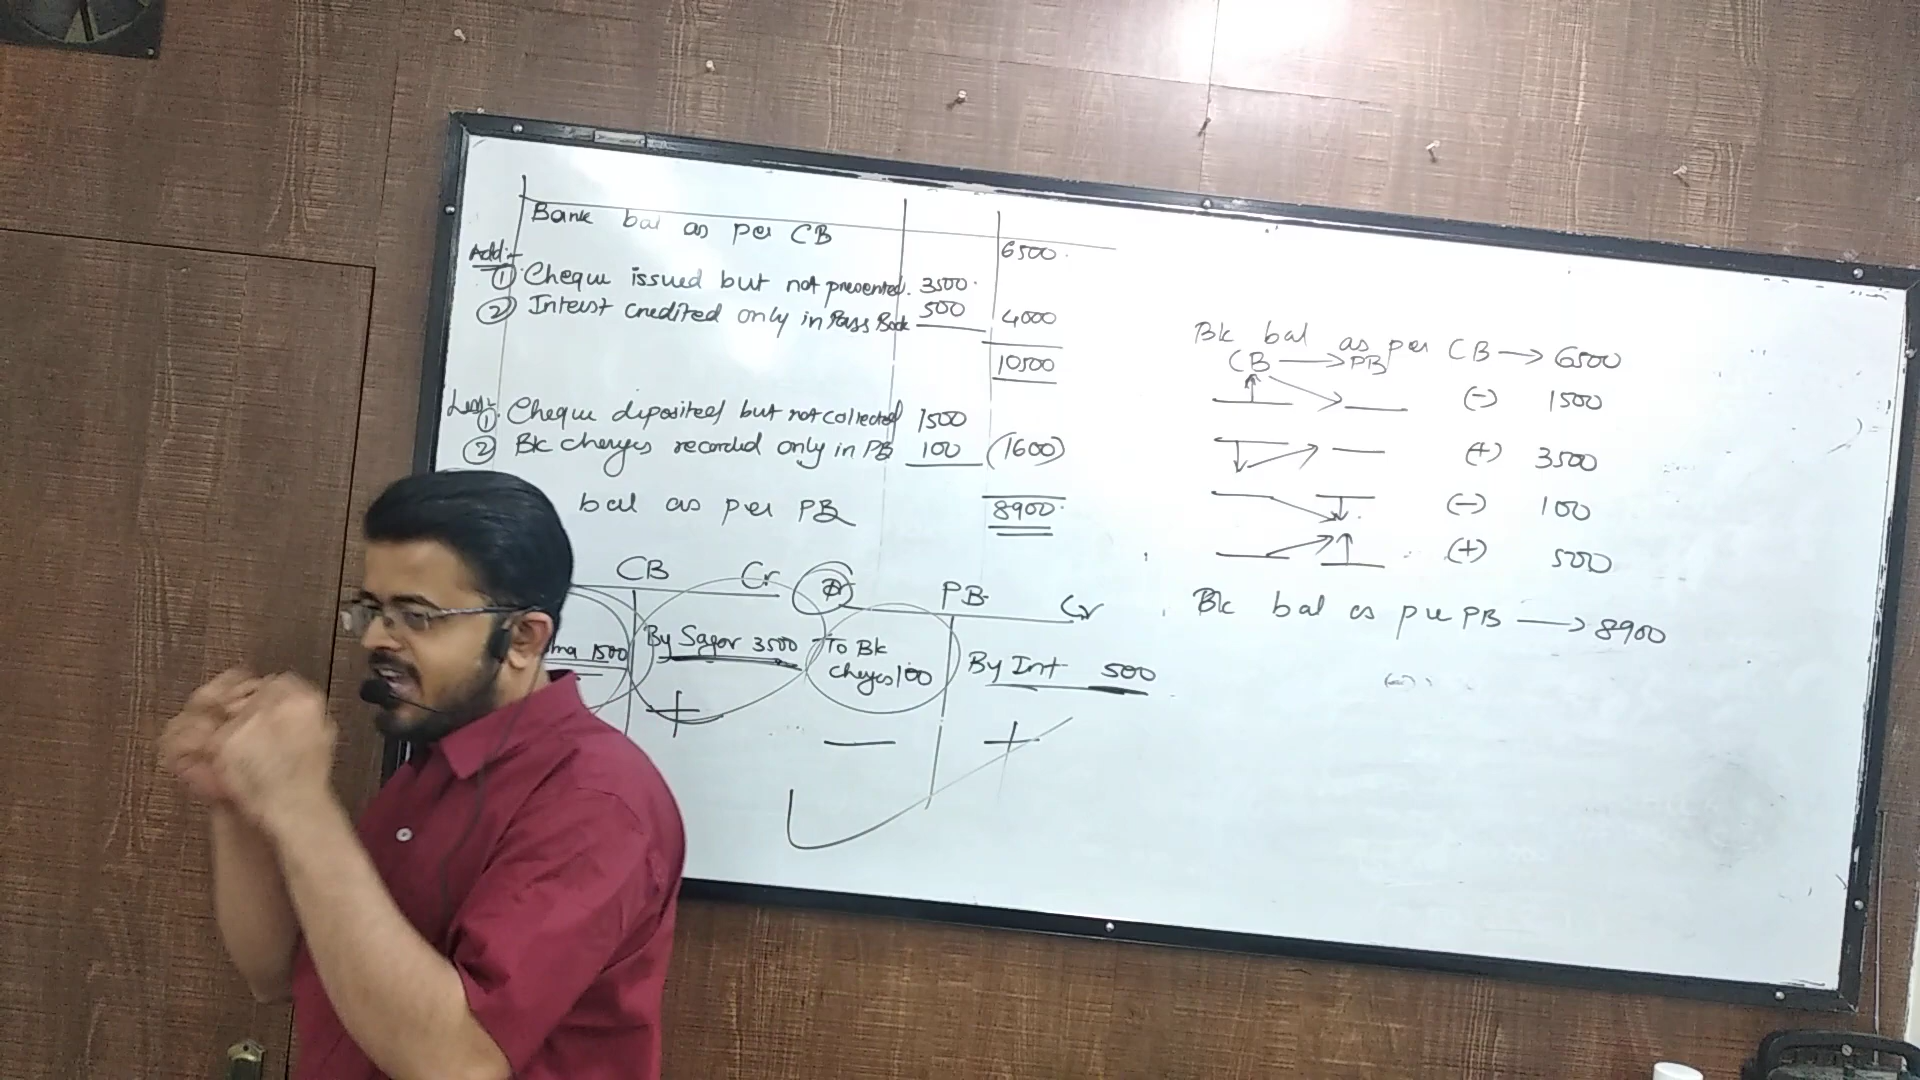 Bank bal as per CB 6500
Add:-
① Cheque issued but not presented. 3500
② Interst credited only in Pass Book 500 4000
10500
Less:-
① Cheque diposited but not collected 1500
② Bk charges recorded only in PB 100 (1600)
bal as per PB 8900
CB Cr
ma 1500 By Sagar 3500
+
Dr PB Cr
To Bk charges 100 By Int 500
— +
Bk bal as per CB → 6500
CB → PB
(-) 1500
(+) 3500
(-) 100
(+) 500
Bk bal as per PB → 8900